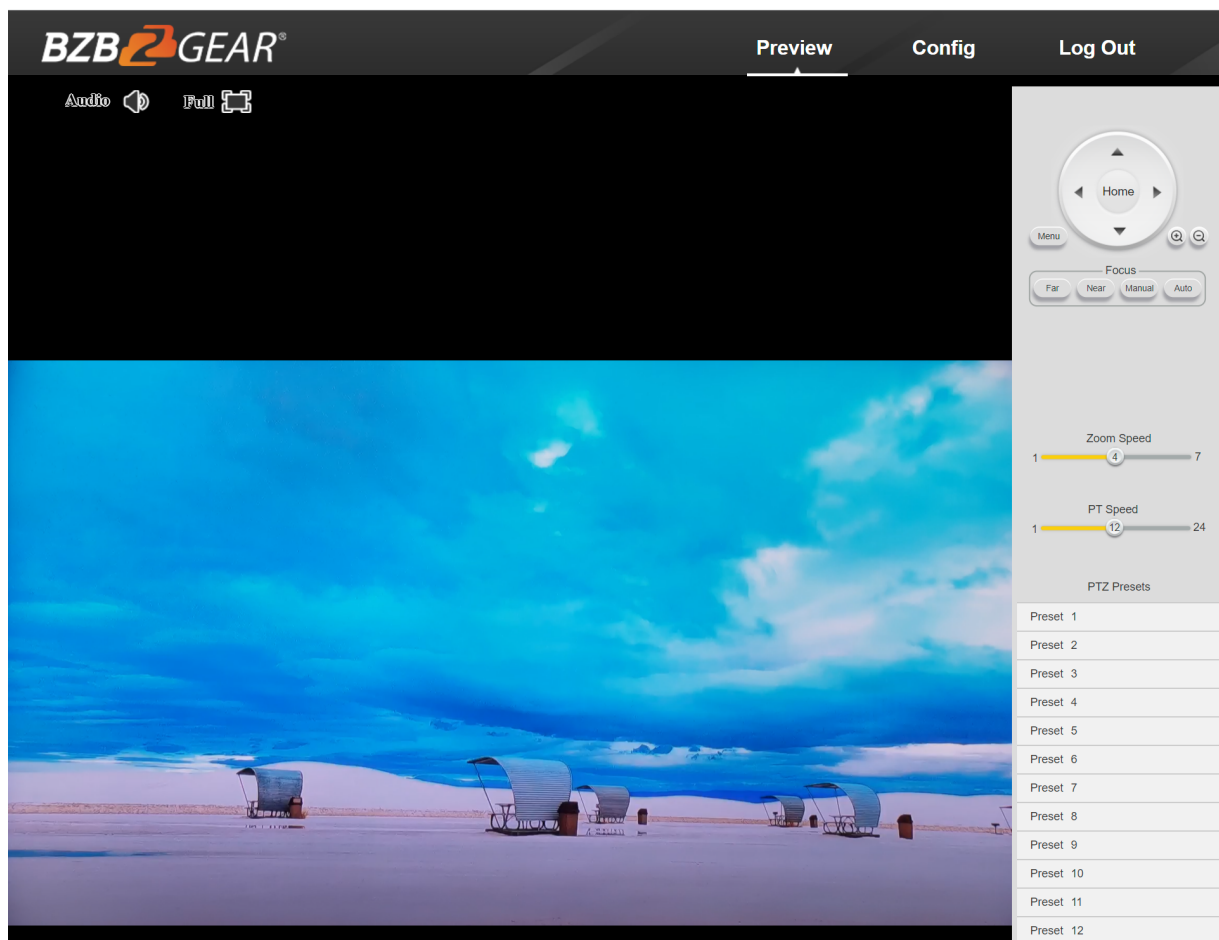 BZB GEAR®
Preview Config Log Out
Audio Full
Home
Menu
Focus
Far Near Manual Auto
Zoom Speed
1 4 7
PT Speed
1 12 24
PTZ Presets
Preset 1
Preset 2
Preset 3
Preset 4
Preset 5
Preset 6
Preset 7
Preset 8
Preset 9
Preset 10
Preset 11
Preset 12